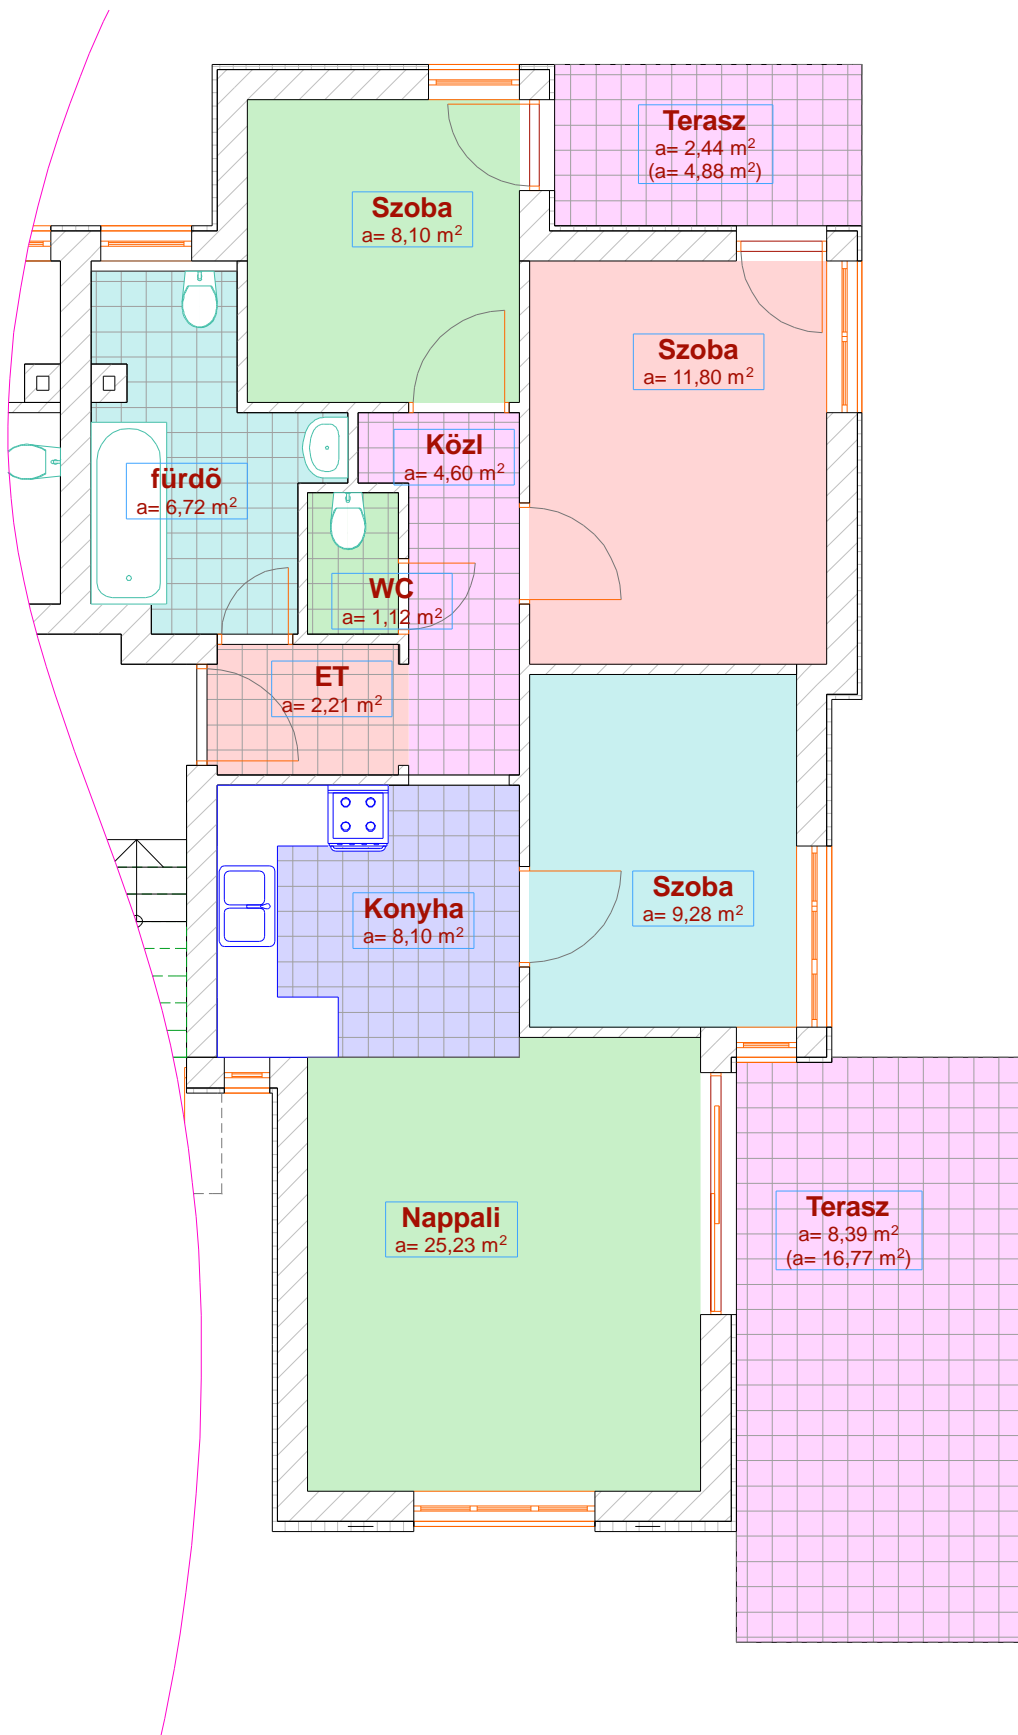 Terasz
a= 2,44 m²
(a= 4,88 m²)
Szoba
a= 8,10 m²
Szoba
a= 11,80 m²
Közl
a= 4,60 m²
fürdõ
a= 6,72 m²
WC
a= 1,12 m²
ET
a= 2,21 m²
Szoba
a= 9,28 m²
Konyha
a= 8,10 m²
Nappali
a= 25,23 m²
Terasz
a= 8,39 m²
(a= 16,77 m²)